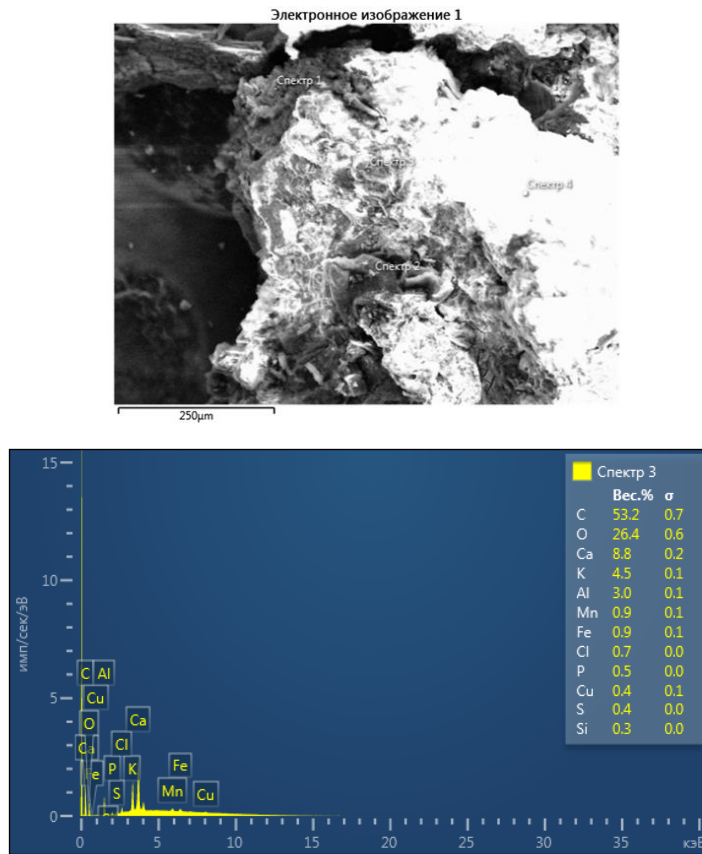 Электронное изображение 1
Спектр 1
Спектр 3
Спектр 4
Спектр 2
250µm
15
10
5
0
имп/сек/эВ
C Al
Cu
O
Ca
Cl
Ca
Fe
P
K
Fe
S
Mn
Cu
0 5 10 15 20 25 30 35 кэВ
Спектр 3
Вес.% σ
C 53.2 0.7
O 26.4 0.6
Ca 8.8 0.2
K 4.5 0.1
Al 3.0 0.1
Mn 0.9 0.1
Fe 0.9 0.1
Cl 0.7 0.0
P 0.5 0.0
Cu 0.4 0.1
S 0.4 0.0
Si 0.3 0.0